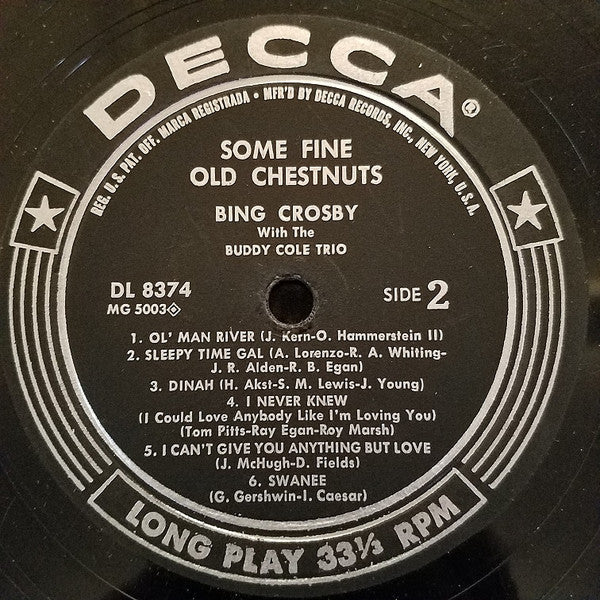 DECCA®
REG. U.S. PAT. OFF. MARCA REGISTRADA • MFR'D BY DECCA RECORDS, INC., NEW YORK, U.S.A.
SOME FINE
OLD CHESTNUTS
BING CROSBY
With The
BUDDY COLE TRIO
DL 8374
MG 5003
SIDE 2
1. OL' MAN RIVER (J. Kern-O. Hammerstein II)
2. SLEEPY TIME GAL (A. Lorenzo-R. A. Whiting-
J. R. Alden-R. B. Egan)
3. DINAH (H. Akst-S. M. Lewis-J. Young)
4. I NEVER KNEW
(I Could Love Anybody Like I'm Loving You)
(Tom Pitts-Ray Egan-Roy Marsh)
5. I CAN'T GIVE YOU ANYTHING BUT LOVE
(J. McHugh-D. Fields)
6. SWANEE
(G. Gershwin-I. Caesar)
LONG PLAY 33⅓ RPM